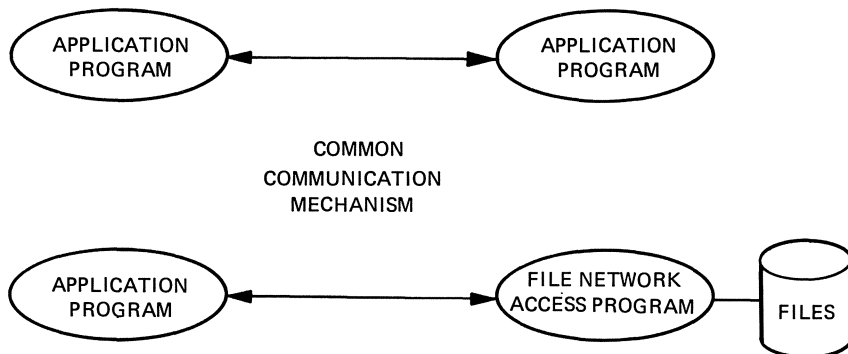 APPLICATION
PROGRAM
APPLICATION
PROGRAM
COMMON
COMMUNICATION
MECHANISM
APPLICATION
PROGRAM
FILE NETWORK
ACCESS PROGRAM
FILES